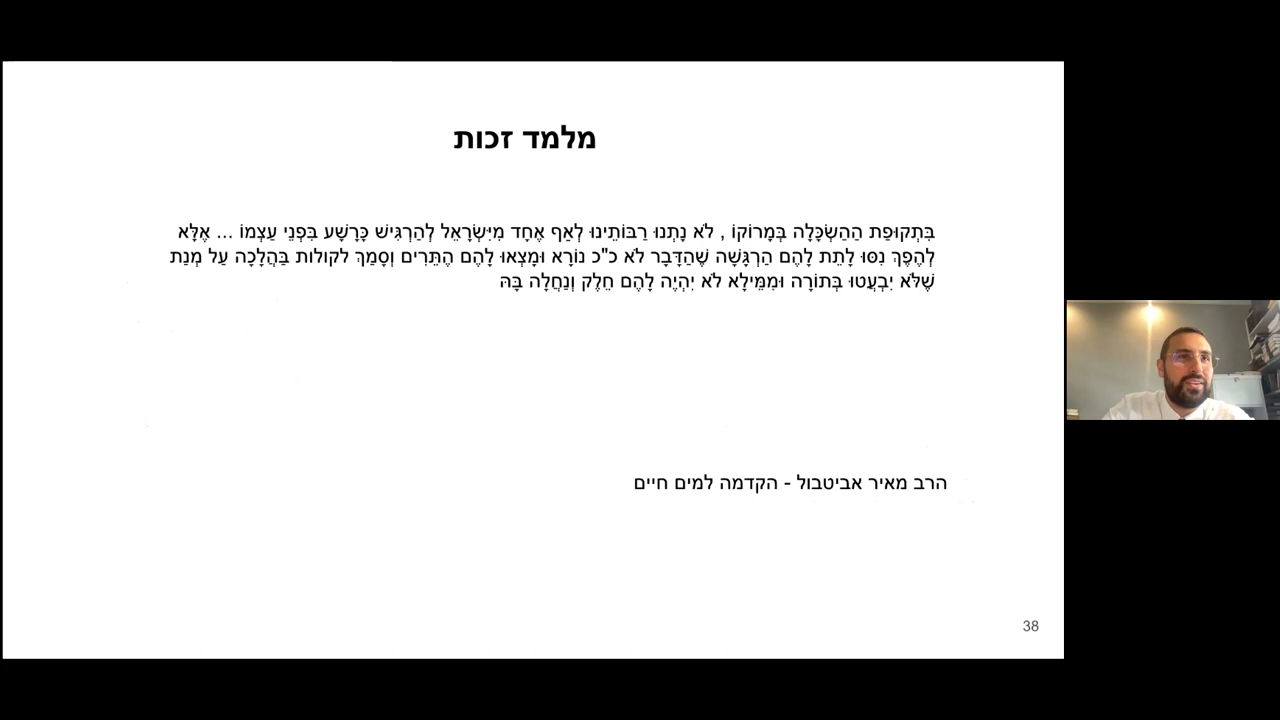 מלמד זכות
בִּתְקוּפַת הַהַשְׂכָּלָה בְּמָרוֹקוֹ , לֹא נָתְנוּ רַבּוֹתֵינוּ לְאַף אֶחָד מִיִּשְׂרָאֵל לְהַרְגִּישׁ כָּרָשָׁע בִּפְנֵי עַצְמוֹ ... אֶלָּא
לְהֶפֶךְ נִסּוּ לָתֵת לָהֶם הַרְגָּשָׁה שֶׁהַדָּבָר לֹא כ"כ נוֹרָא וּמָצְאוּ לָהֶם הֶתֵּרִים וְסָמַךְ לקולות בַּהֲלָכָה עַל מְנַת
שֶׁלֹּא יִבְעֲטוּ בְּתוֹרָה וּמִמֵּילָא לֹא יִהְיֶה לָהֶם חֵלֶק וְנַחֲלָה בָּהּ
הרב מאיר אביטבול - הקדמה למים חיים
38